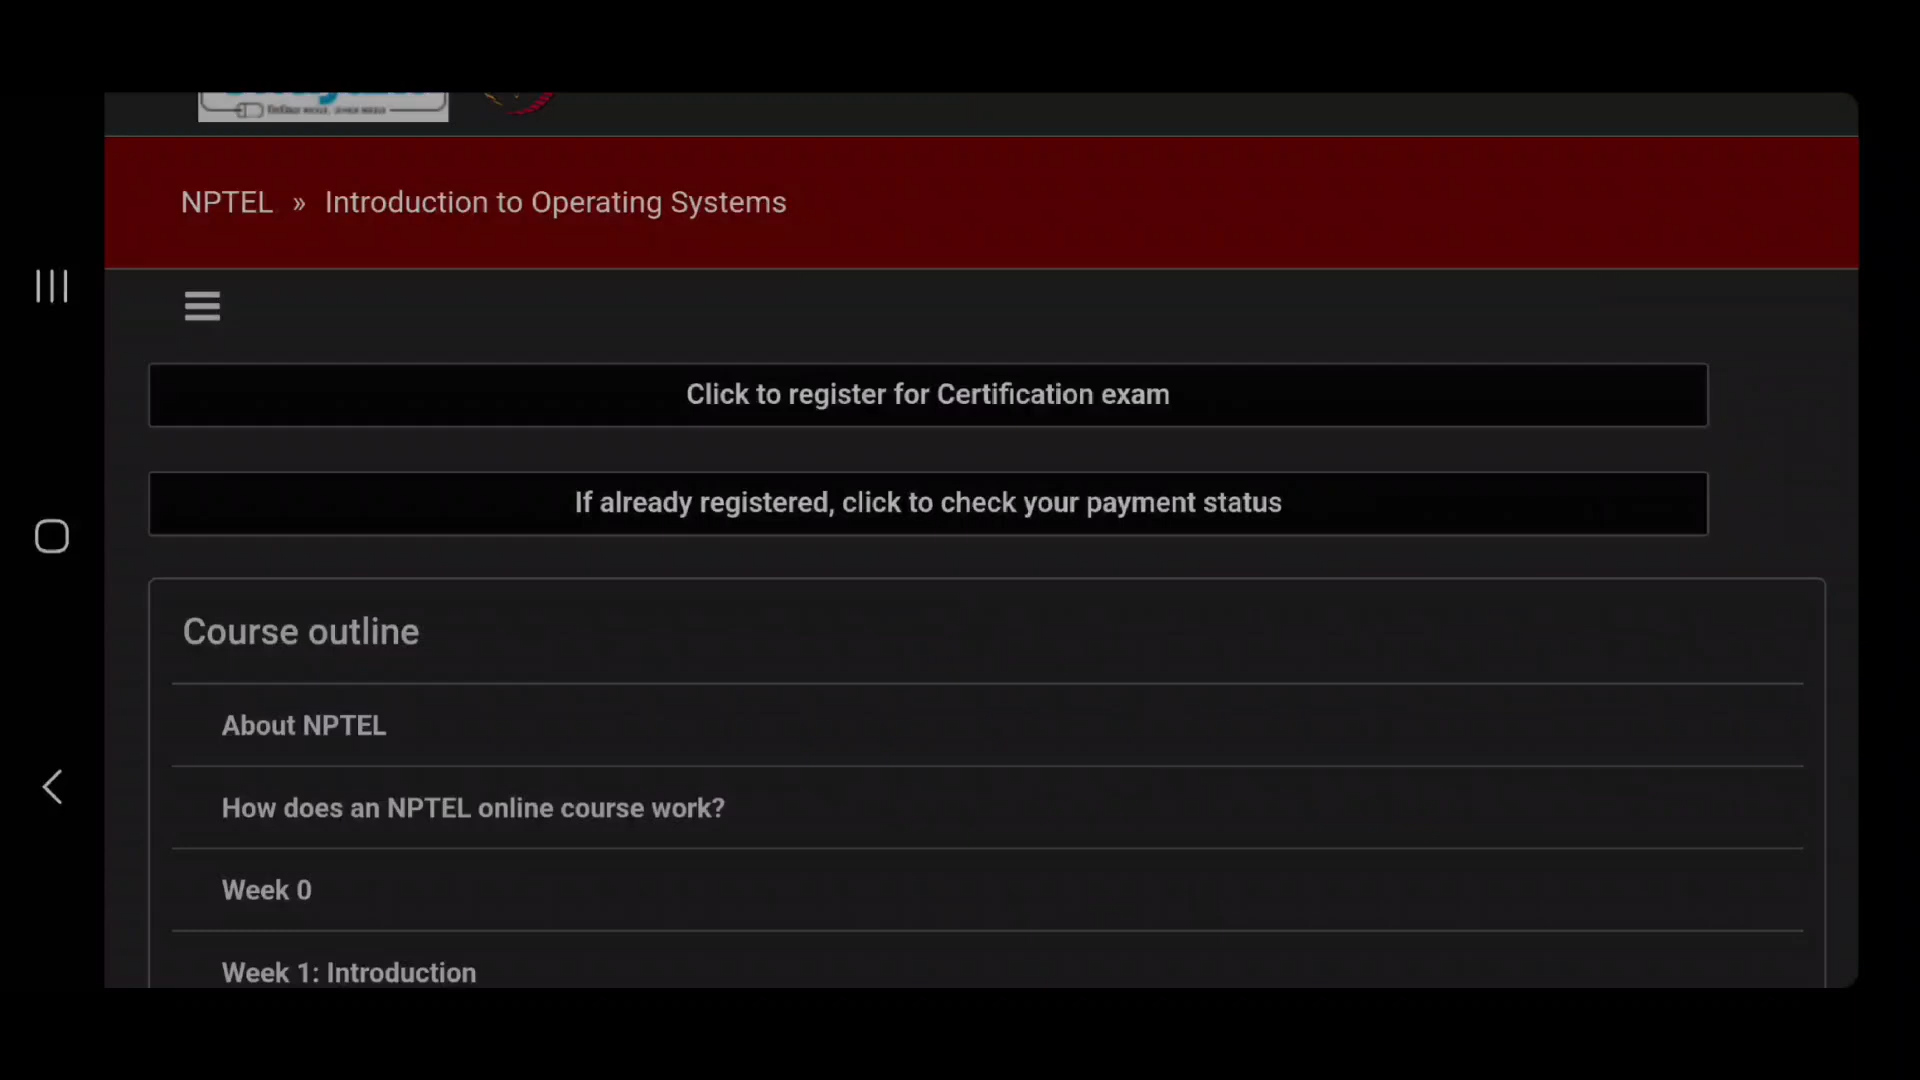 NPTEL » Introduction to Operating Systems
Click to register for Certification exam
If already registered, click to check your payment status
Course outline
About NPTEL
How does an NPTEL online course work?
Week 0
Week 1: Introduction